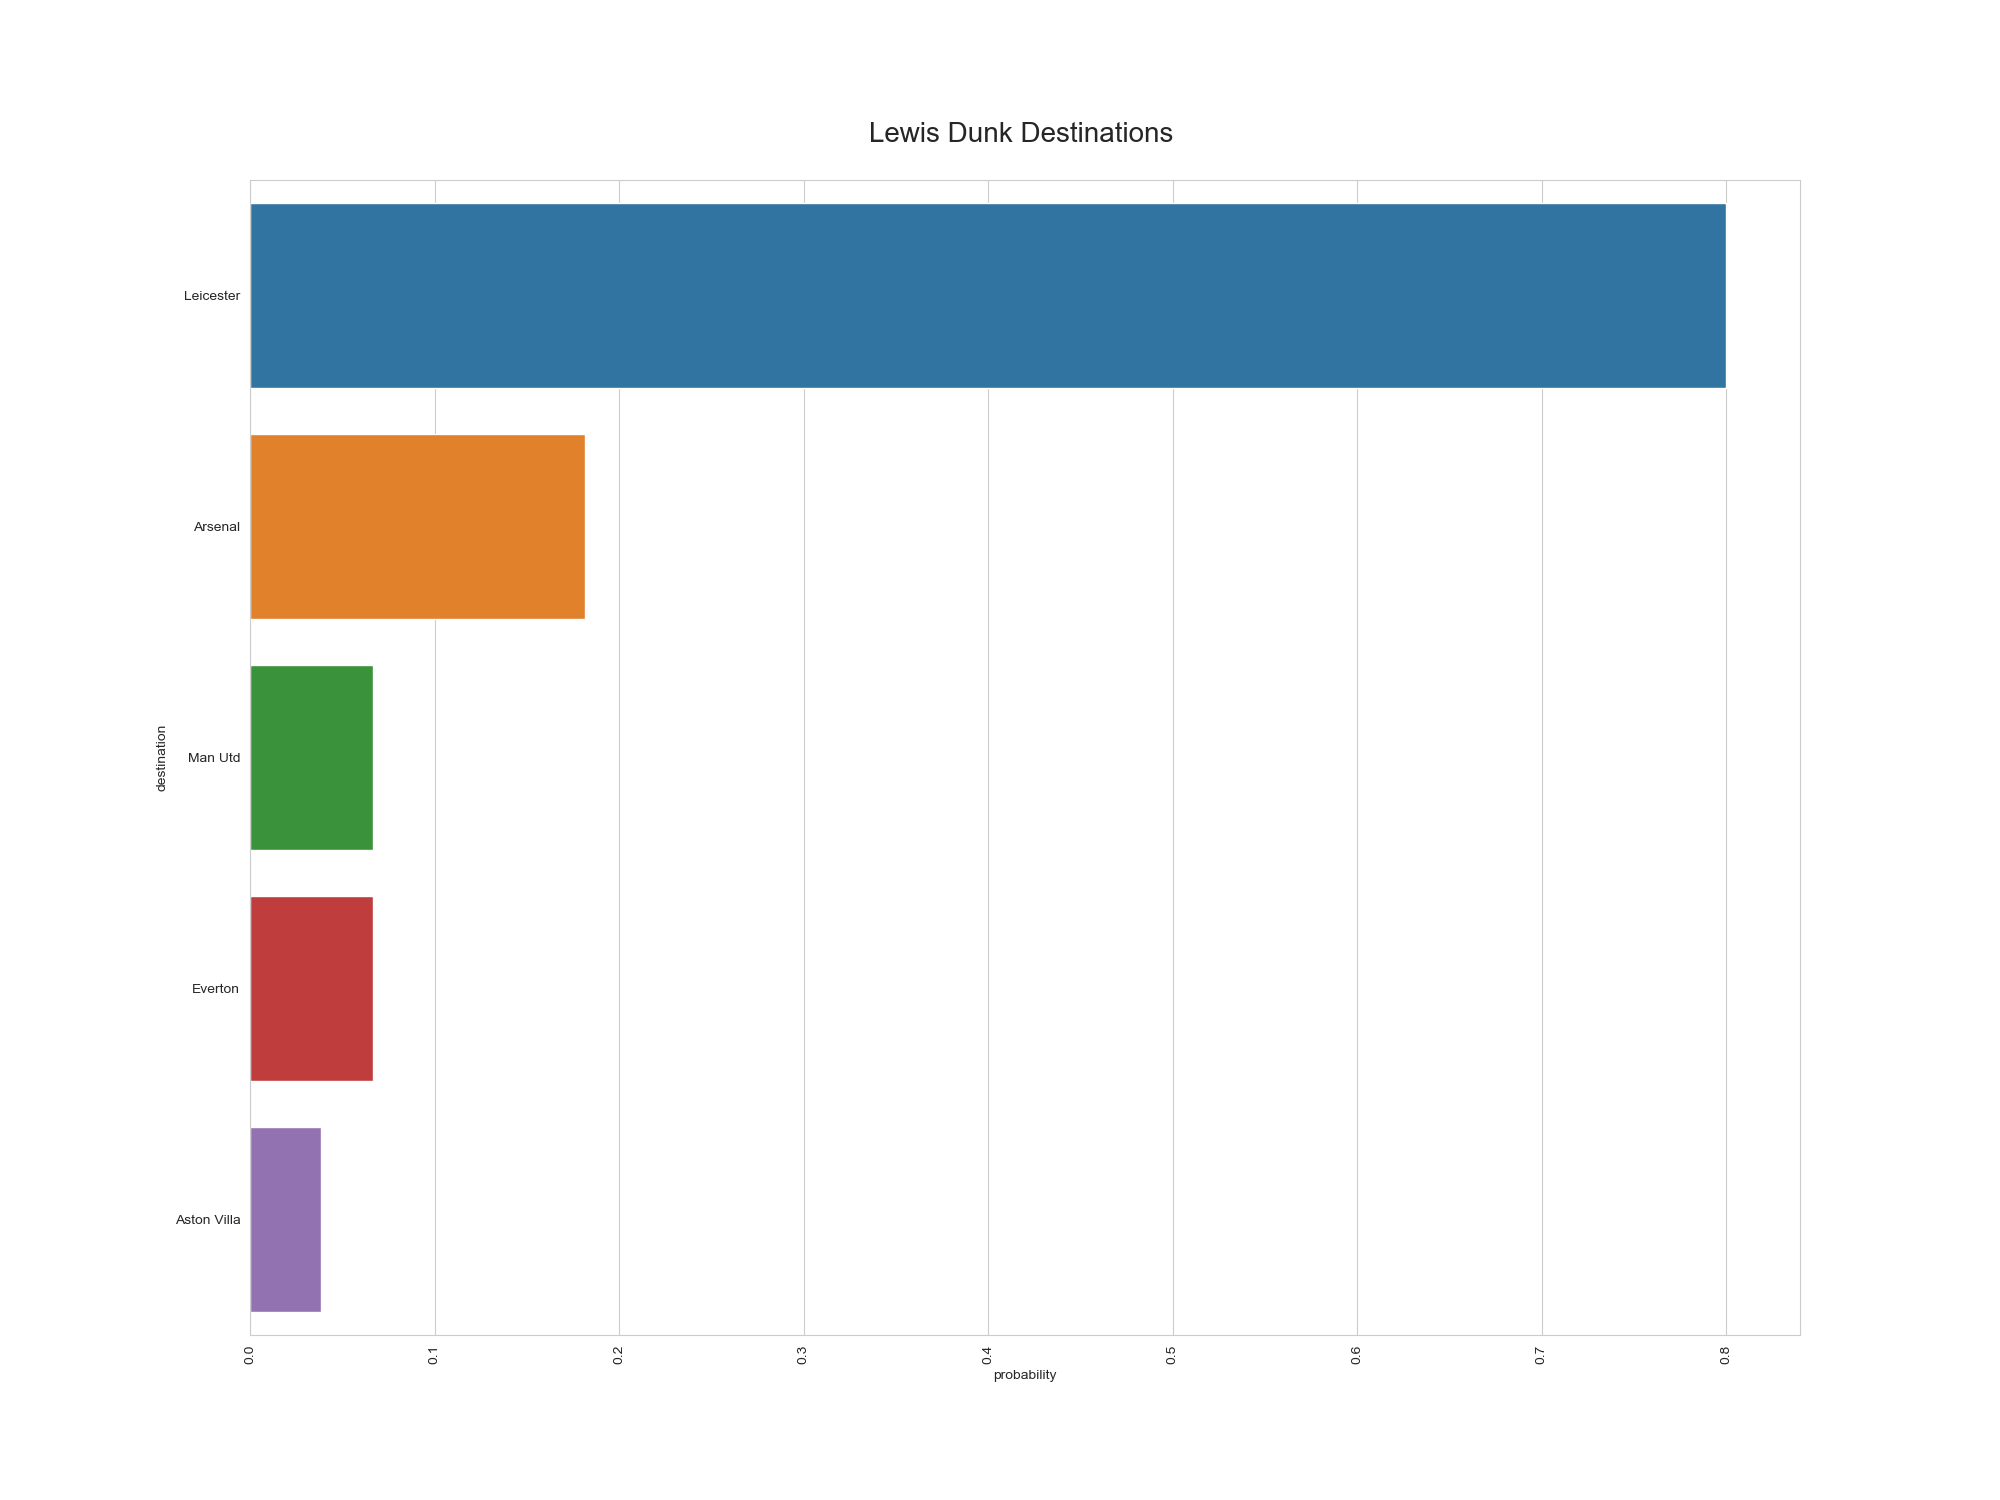 Lewis Dunk Destinations
Leicester
Arsenal
Man Utd
Everton
Aston Villa
destination
0.0
0.1
0.2
0.3
0.4
0.5
0.6
0.7
0.8
probability